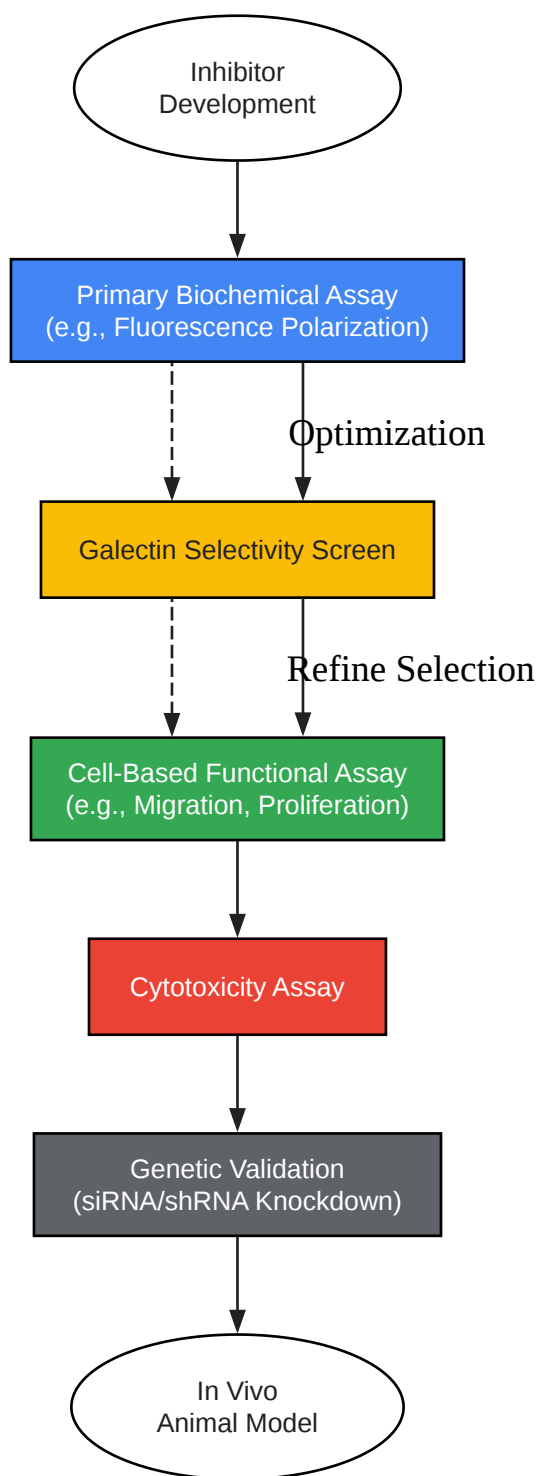 Inhibitor
Development
Primary Biochemical Assay
(e.g., Fluorescence Polarization)
Optimization
Galectin Selectivity Screen
Refine Selection
Cell-Based Functional Assay
(e.g., Migration, Proliferation)
Cytotoxicity Assay
Genetic Validation
(siRNA/shRNA Knockdown)
In Vivo
Animal Model